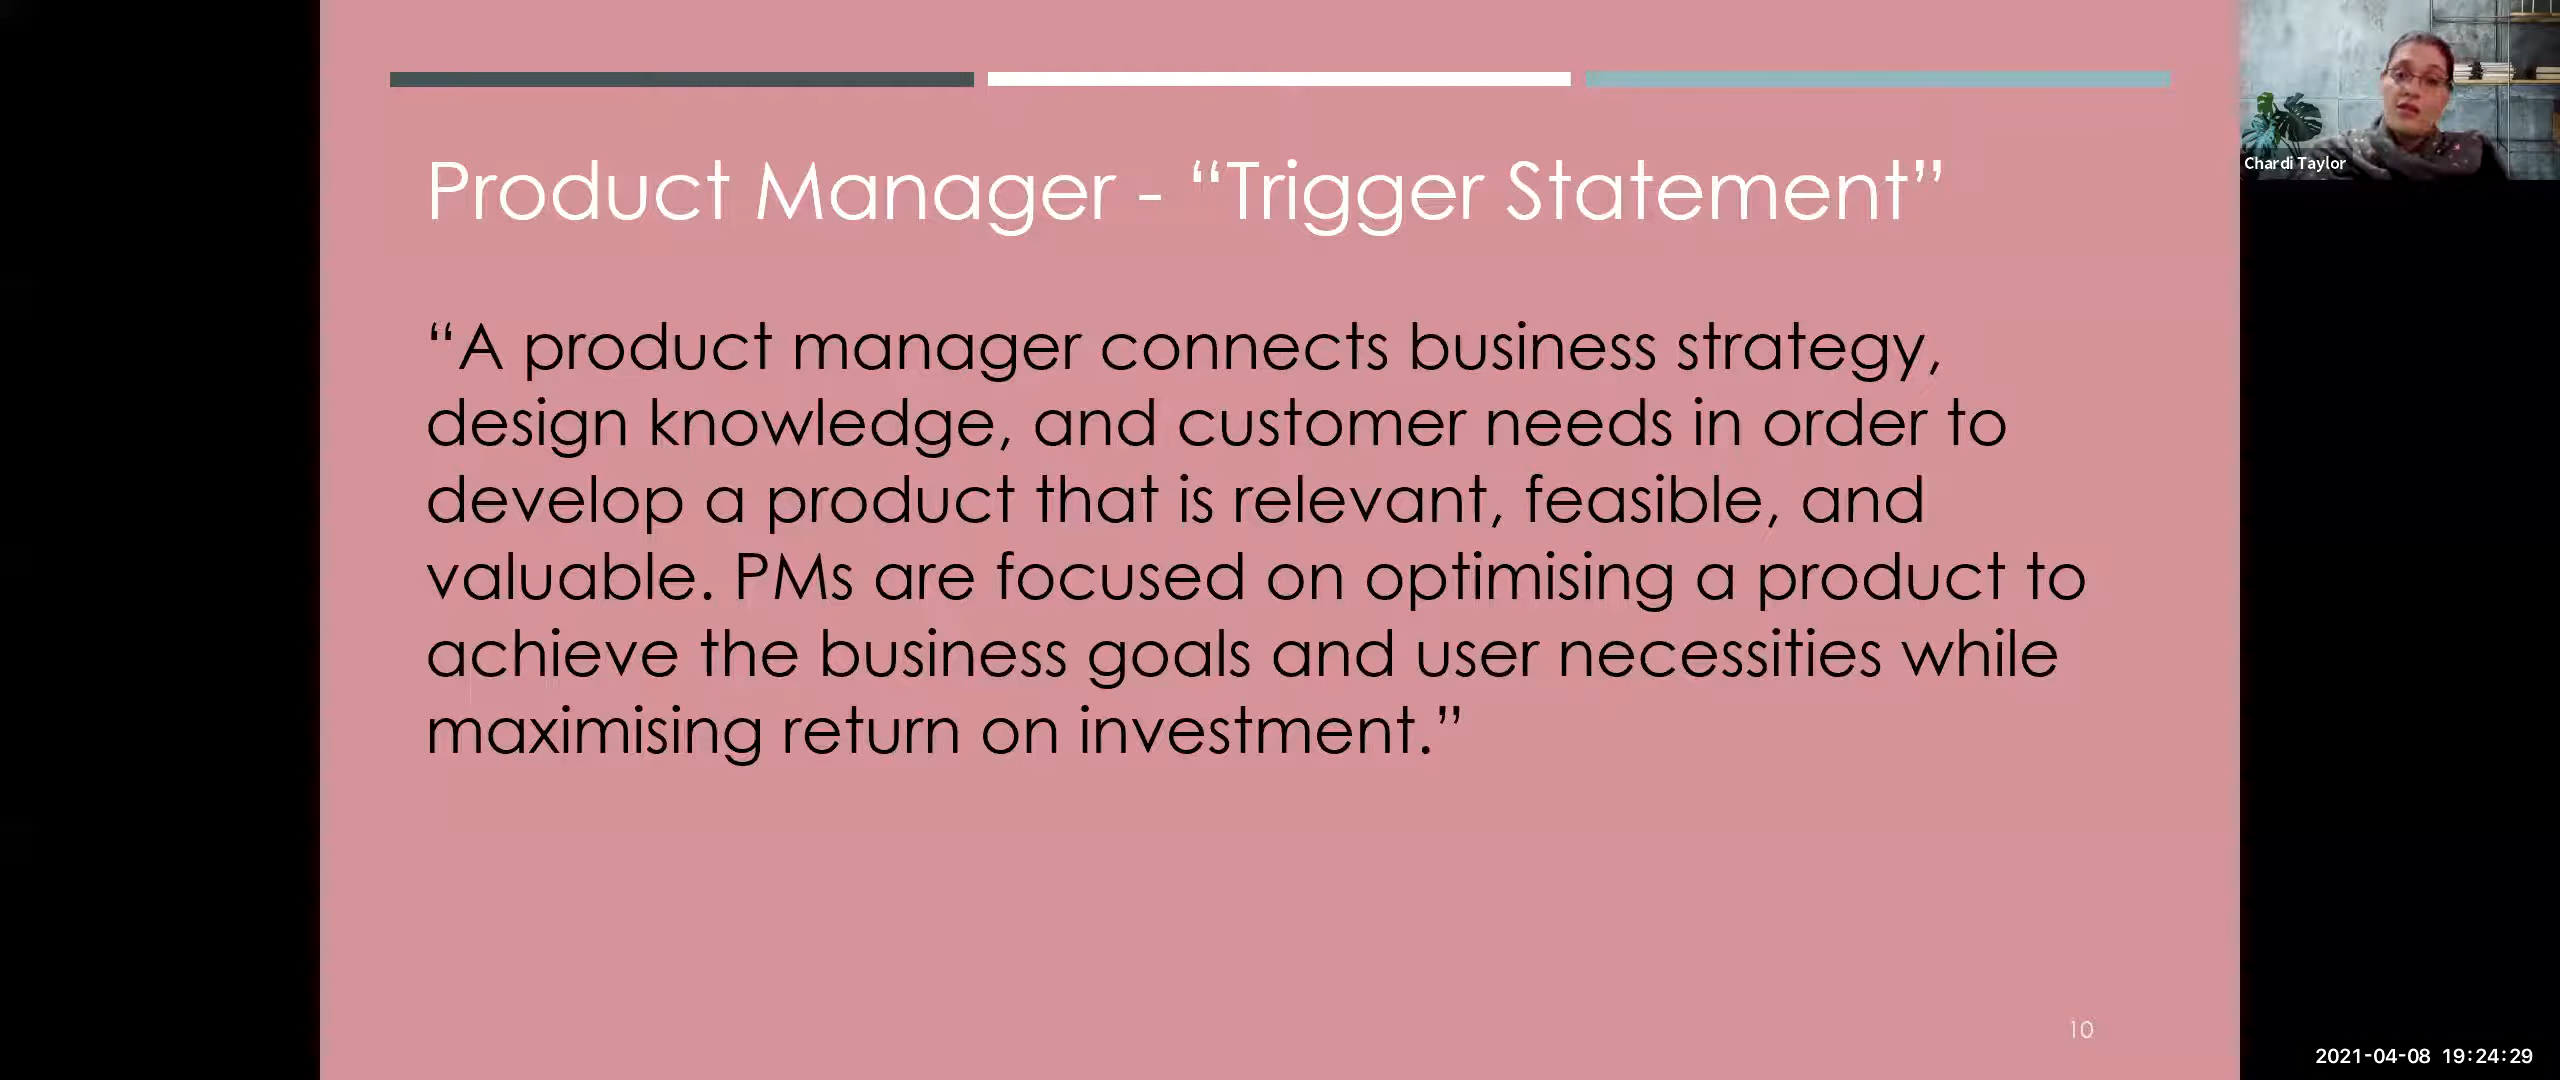 Product Manager - “Trigger Statement”
“A product manager connects business strategy,
design knowledge, and customer needs in order to
develop a product that is relevant, feasible, and
valuable. PMs are focused on optimising a product to
achieve the business goals and user necessities while
maximising return on investment.”
10
Chardi Taylor
2021-04-08 19:24:29